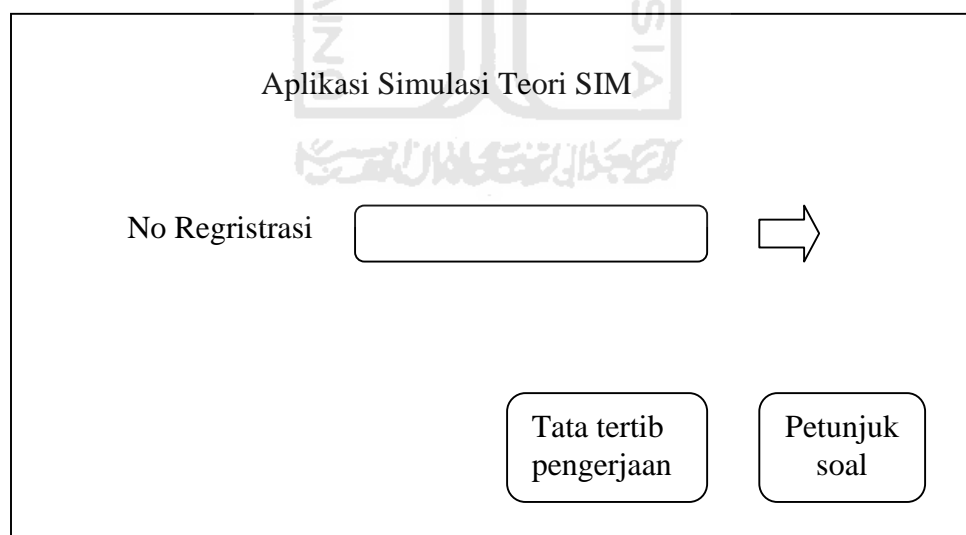 Aplikasi Simulasi Teori SIM
No Regristrasi
Tata tertib
pengerjaan
Petunjuk
soal